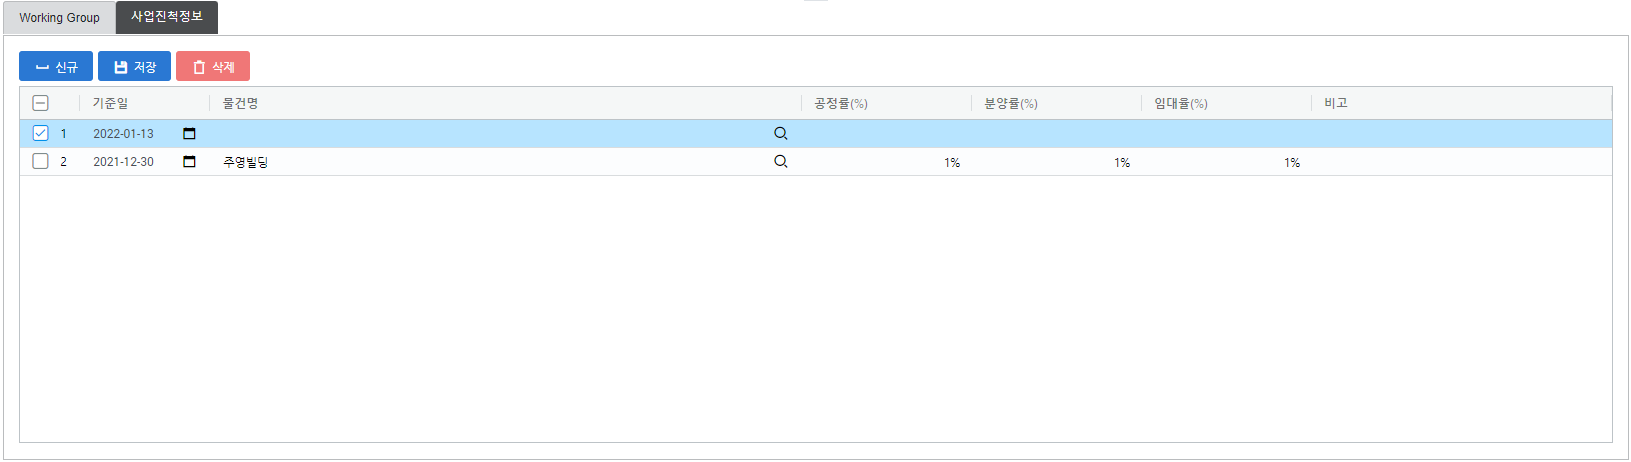 Working Group 사업진척정보
신규 저장 삭제
기준일 물건명 공정률(%) 분양률(%) 임대율(%) 비고
1 2022-01-13
2 2021-12-30 주영빌딩 1% 1% 1%